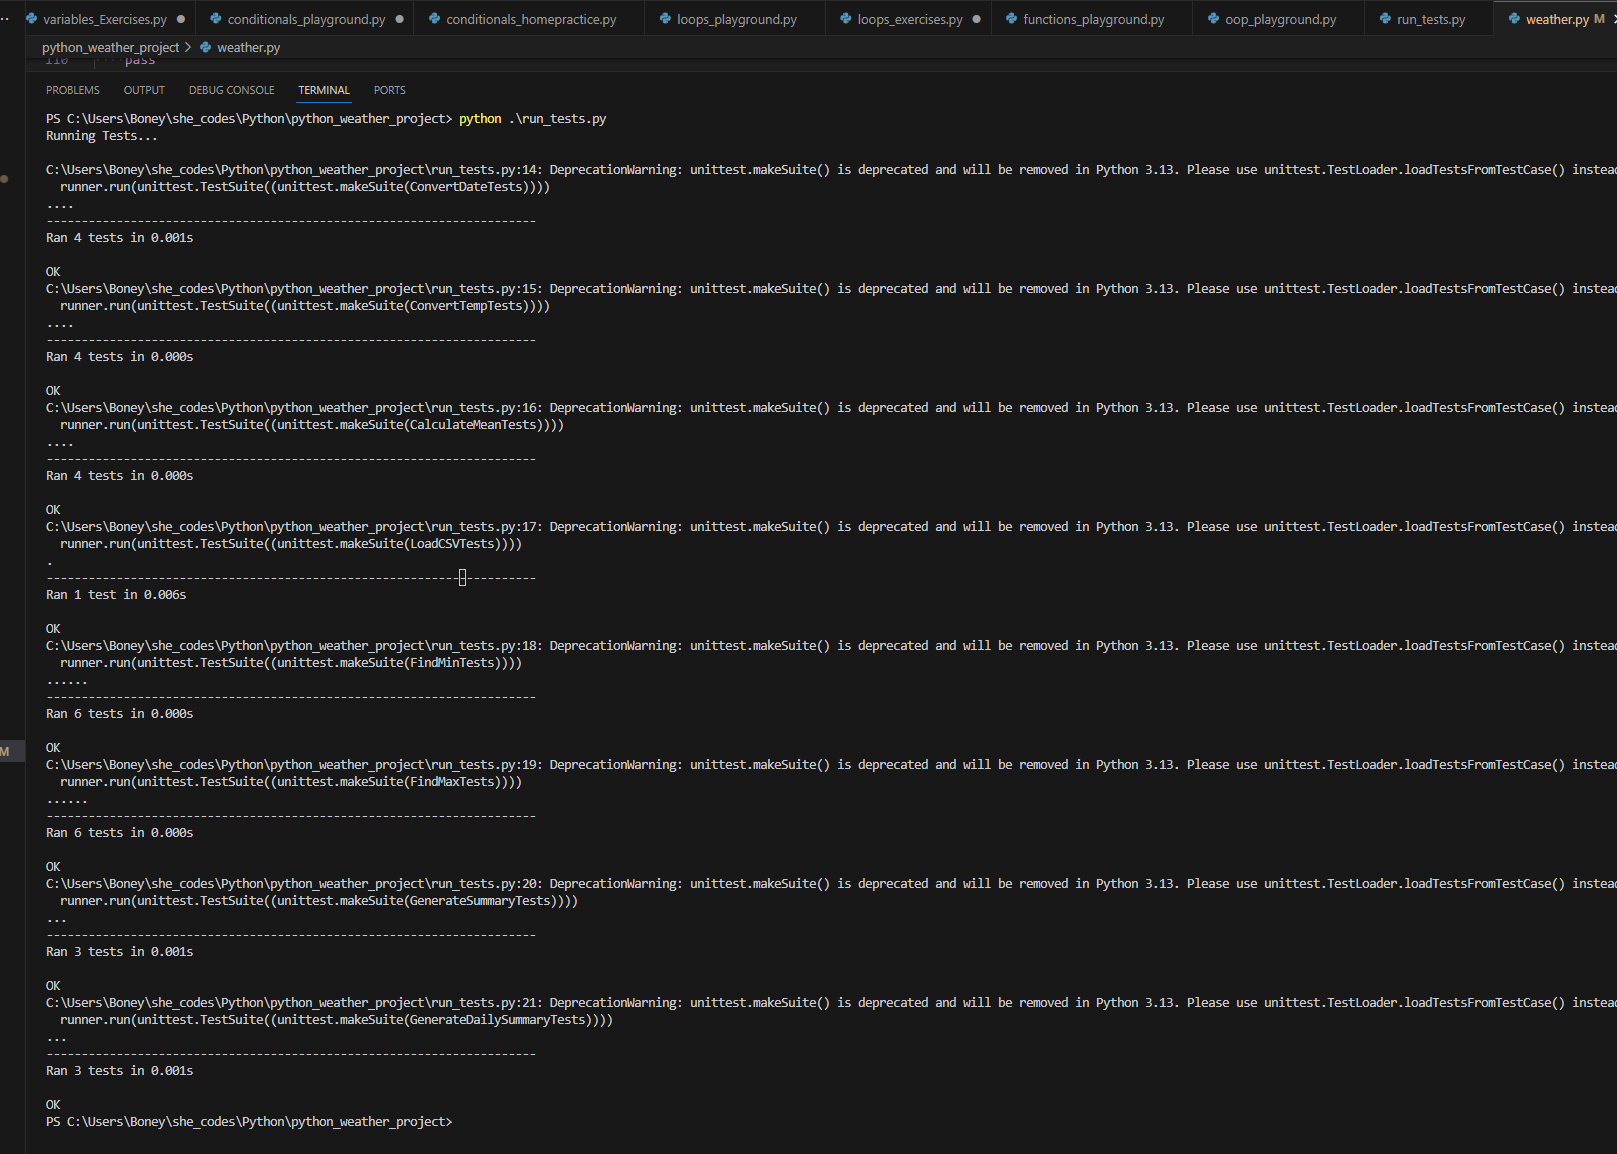 variables_Exercises.py conditionals_playground.py conditionals_homepractice.py loops_playground.py loops_exercises.py functions_playground.py oop_playground.py run_tests.py weather.py M
python_weather_project > weather.py
110 pass
PROBLEMS OUTPUT DEBUG CONSOLE TERMINAL PORTS
PS C:\Users\Boney\she_codes\Python\python_weather_project> python .\run_tests.py
Running Tests...
C:\Users\Boney\she_codes\Python\python_weather_project\run_tests.py:14: DeprecationWarning: unittest.makeSuite() is deprecated and will be removed in Python 3.13. Please use unittest.TestLoader.loadTestsFromTestCase() instead
runner.run(unittest.TestSuite((unittest.makeSuite(ConvertDateTests))))
....
----------------------------------------------------------------------
Ran 4 tests in 0.001s
OK
C:\Users\Boney\she_codes\Python\python_weather_project\run_tests.py:15: DeprecationWarning: unittest.makeSuite() is deprecated and will be removed in Python 3.13. Please use unittest.TestLoader.loadTestsFromTestCase() instead
runner.run(unittest.TestSuite((unittest.makeSuite(ConvertTempTests))))
....
----------------------------------------------------------------------
Ran 4 tests in 0.000s
OK
C:\Users\Boney\she_codes\Python\python_weather_project\run_tests.py:16: DeprecationWarning: unittest.makeSuite() is deprecated and will be removed in Python 3.13. Please use unittest.TestLoader.loadTestsFromTestCase() instead
runner.run(unittest.TestSuite((unittest.makeSuite(CalculateMeanTests))))
....
----------------------------------------------------------------------
Ran 4 tests in 0.000s
OK
C:\Users\Boney\she_codes\Python\python_weather_project\run_tests.py:17: DeprecationWarning: unittest.makeSuite() is deprecated and will be removed in Python 3.13. Please use unittest.TestLoader.loadTestsFromTestCase() instead
runner.run(unittest.TestSuite((unittest.makeSuite(LoadCSVTests))))
.
----------------------------------------------------------------------
Ran 1 test in 0.006s
OK
C:\Users\Boney\she_codes\Python\python_weather_project\run_tests.py:18: DeprecationWarning: unittest.makeSuite() is deprecated and will be removed in Python 3.13. Please use unittest.TestLoader.loadTestsFromTestCase() instead
runner.run(unittest.TestSuite((unittest.makeSuite(FindMinTests))))
......
----------------------------------------------------------------------
Ran 6 tests in 0.000s
M
OK
C:\Users\Boney\she_codes\Python\python_weather_project\run_tests.py:19: DeprecationWarning: unittest.makeSuite() is deprecated and will be removed in Python 3.13. Please use unittest.TestLoader.loadTestsFromTestCase() instead
runner.run(unittest.TestSuite((unittest.makeSuite(FindMaxTests))))
......
----------------------------------------------------------------------
Ran 6 tests in 0.000s
OK
C:\Users\Boney\she_codes\Python\python_weather_project\run_tests.py:20: DeprecationWarning: unittest.makeSuite() is deprecated and will be removed in Python 3.13. Please use unittest.TestLoader.loadTestsFromTestCase() instead
runner.run(unittest.TestSuite((unittest.makeSuite(GenerateSummaryTests))))
...
----------------------------------------------------------------------
Ran 3 tests in 0.001s
OK
C:\Users\Boney\she_codes\Python\python_weather_project\run_tests.py:21: DeprecationWarning: unittest.makeSuite() is deprecated and will be removed in Python 3.13. Please use unittest.TestLoader.loadTestsFromTestCase() instead
runner.run(unittest.TestSuite((unittest.makeSuite(GenerateDailySummaryTests))))
...
----------------------------------------------------------------------
Ran 3 tests in 0.001s
OK
PS C:\Users\Boney\she_codes\Python\python_weather_project>